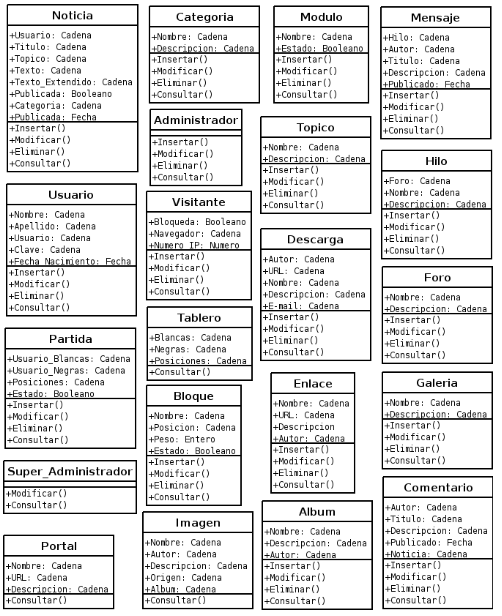 Noticia
+Usuario: Cadena
+Titulo: Cadena
+Topico: Cadena
+Texto: Cadena
+Texto_Extendido: Cadena
+Publicada: Booleano
+Categoria: Cadena
+Publicada: Fecha
+Insertar()
+Modificar()
+Eliminar()
+Consultar()
Categoria
+Nombre: Cadena
+Descripcion: Cadena
+Insertar()
+Modificar()
+Eliminar()
+Consultar()
Modulo
+Nombre: Cadena
+Estado: Booleano
+Insertar()
+Modificar()
+Eliminar()
+Consultar()
Mensaje
+Hilo: Cadena
+Autor: Cadena
+Titulo: Cadena
+Descripcion: Cadena
+Publicado: Fecha
+Insertar()
+Modificar()
+Eliminar()
+Consultar()
Administrador
+Insertar()
+Modificar()
+Eliminar()
+Consultar()
Topico
+Nombre: Cadena
+Descripcion: Cadena
+Insertar()
+Modificar()
+Eliminar()
+Consultar()
Hilo
+Foro: Cadena
+Nombre: Cadena
+Descripcion: Cadena
+Insertar()
+Modificar()
+Eliminar()
+Consultar()
Usuario
+Nombre: Cadena
+Apellido: Cadena
+Usuario: Cadena
+Clave: Cadena
+Fecha_Nacimiento: Fecha
+Insertar()
+Modificar()
+Eliminar()
+Consultar()
Visitante
+Bloqueda: Booleano
+Navegador: Cadena
+Numero_IP: Numero
+Insertar()
+Modificar()
+Eliminar()
+Consultar()
Descarga
+Autor: Cadena
+URL: Cadena
+Nombre: Cadena
+Descripcion: Cadena
+E-mail: Cadena
+Insertar()
+Modificar()
+Eliminar()
+Consultar()
Foro
+Nombre: Cadena
+Descripcion: Cadena
+Insertar()
+Modificar()
+Eliminar()
+Consultar()
Partida
+Usuario_Blancas: Cadena
+Usuario_Negras: Cadena
+Posiciones: Cadena
+Estado: Booleano
+Insertar()
+Modificar()
+Eliminar()
+Consultar()
Tablero
+Blancas: Cadena
+Negras: Cadena
+Posiciones: Cadena
+Consultar()
Bloque
+Nombre: Cadena
+Posicion: Cadena
+Peso: Entero
+Estado: Booleano
+Insertar()
+Modificar()
+Eliminar()
+Consultar()
Enlace
+Nombre: Cadena
+URL: Cadena
+Descripcion
+Autor: Cadena
+Insertar()
+Modificar()
+Eliminar()
+Consultar()
Galeria
+Nombre: Cadena
+Descripcion: Cadena
+Insertar()
+Modificar()
+Eliminar()
+Consultar()
Super_Administrador
+Modificar()
+Consultar()
Imagen
+Nombre: Cadena
+Autor: Cadena
+Descripcion: Cadena
+Origen: Cadena
+Album: Cadena
+Consultar()
Album
+Nombre: Cadena
+Descripcion: Cadena
+Autor: Cadena
+Insertar()
+Modificar()
+Eliminar()
+Consultar()
Comentario
+Autor: Cadena
+Titulo: Cadena
+Descripcion: Cadena
+Publicado: Fecha
+Noticia: Cadena
+Insertar()
+Modificar()
+Eliminar()
+Consultar()
Portal
+Nombre: Cadena
+URL: Cadena
+Descripcion: Cadena
+Consultar()